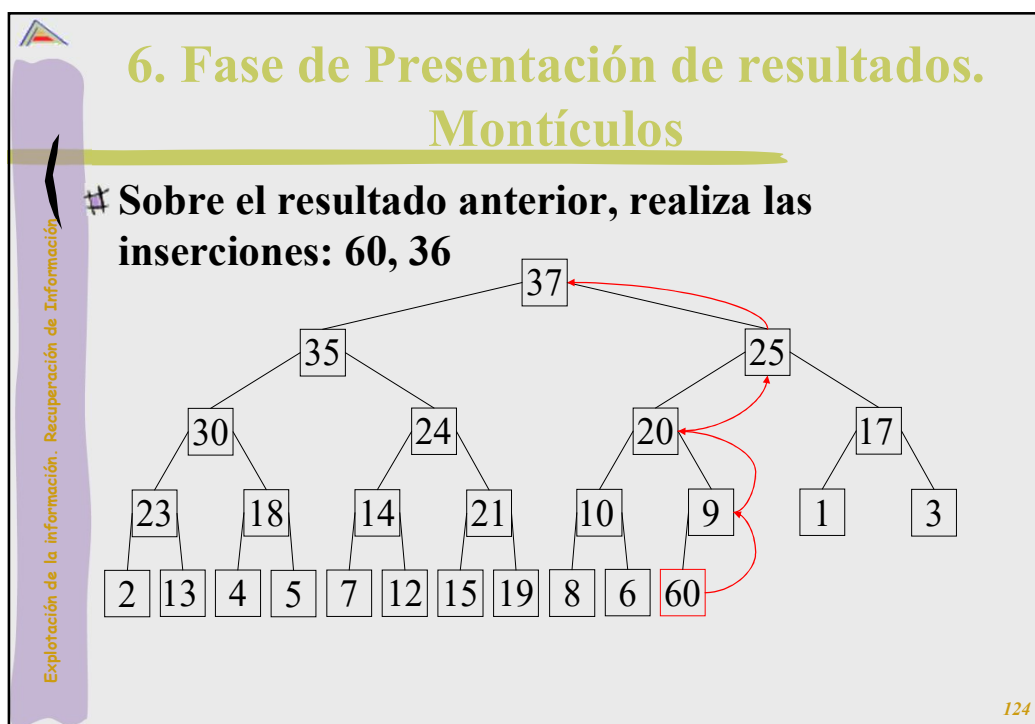 6. Fase de Presentación de resultados.
Montículos
Sobre el resultado anterior, realiza las
inserciones: 60, 36
37
35 25
30 24 20 17
23 18 14 21 10 9 1 3
2 13 4 5 7 12 15 19 8 6 60
Explotación de la información. Recuperación de Información
124